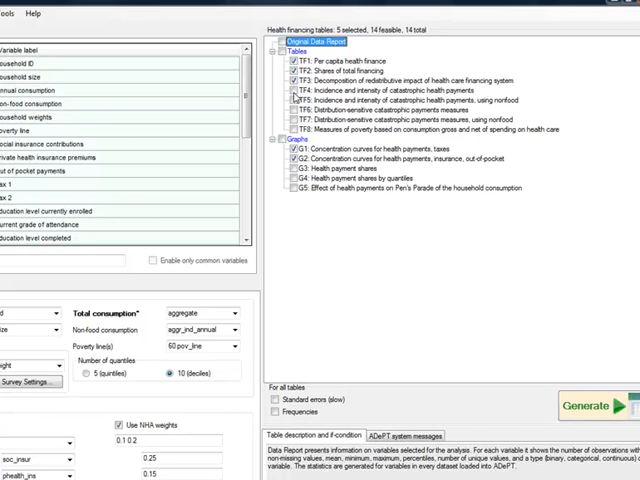 Tools Help
Health financing tables: 5 selected, 14 feasible, 14 total
Variable label
Household ID
Household size
Annual consumption
Non-food consumption
Household weights
Poverty line
Social insurance contributions
Private health insurance premiums
Out of pocket payments
Tax 1
Tax 2
Education level currently enrolled
Current grade of attendance
Education level completed
Enable only common variables
Original Data Report
Tables
TF1: Per capita health finance
TF2: Shares of total financing
TF3: Decomposition of redistributive impact of health care financing system
TF4: Incidence and intensity of catastrophic health payments
TF5: Incidence and intensity of catastrophic health payments, using nonfood
TF6: Distribution-sensitive catastrophic payments measures
TF7: Distribution-sensitive catastrophic payments measures, using nonfood
TF8: Measures of poverty based on consumption gross and net of spending on health care
Graphs
G1: Concentration curves for health payments, taxes
G2: Concentration curves for health payments, insurance, out-of-pocket
G3: Health payment shares
G4: Health payment shares by quantiles
G5: Effect of health payments on Pen's Parade of the household consumption
Total consumption* aggregate
Non-food consumption aggr_ind_annual
Poverty line(s) 60 pov_line
Number of quantiles
5 (quintiles) 10 (deciles)
Survey Settings...
Use NHA weights
0.1 0.2
soc_insur 0.25
phealth_ins 0.15
For all tables
Standard errors (slow)
Frequencies
Generate
Table description and if-condition ADePT system messages
Data Report presents information on variables selected for the analysis. For each variable it shows the number of observations with
non-missing values, mean, minimum, maximum, percentiles, number of unique values, and a type (binary, categorical, continuous) o
variable. The statistics are generated for variables in every dataset loaded into ADePT.